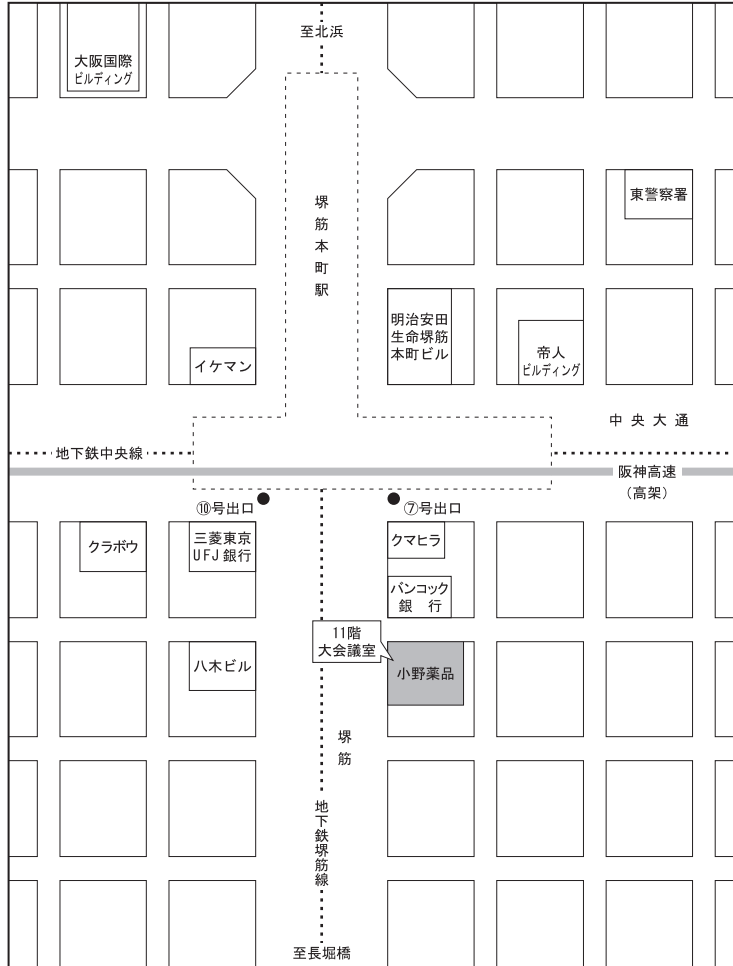 至北浜
大阪国際
ビルディング
東警察署
堺筋本町駅
明治安田
生命堺筋
本町ビル
帝人
ビルディング
イケマン
中央大通
地下鉄中央線
阪神高速
（高架）
⑩号出口
⑦号出口
クラボウ
三菱東京
UFJ銀行
クマヒラ
バンコック
銀　行
11階
大会議室
八木ビル
小野薬品
堺筋
地下鉄堺筋線
至長堀橋